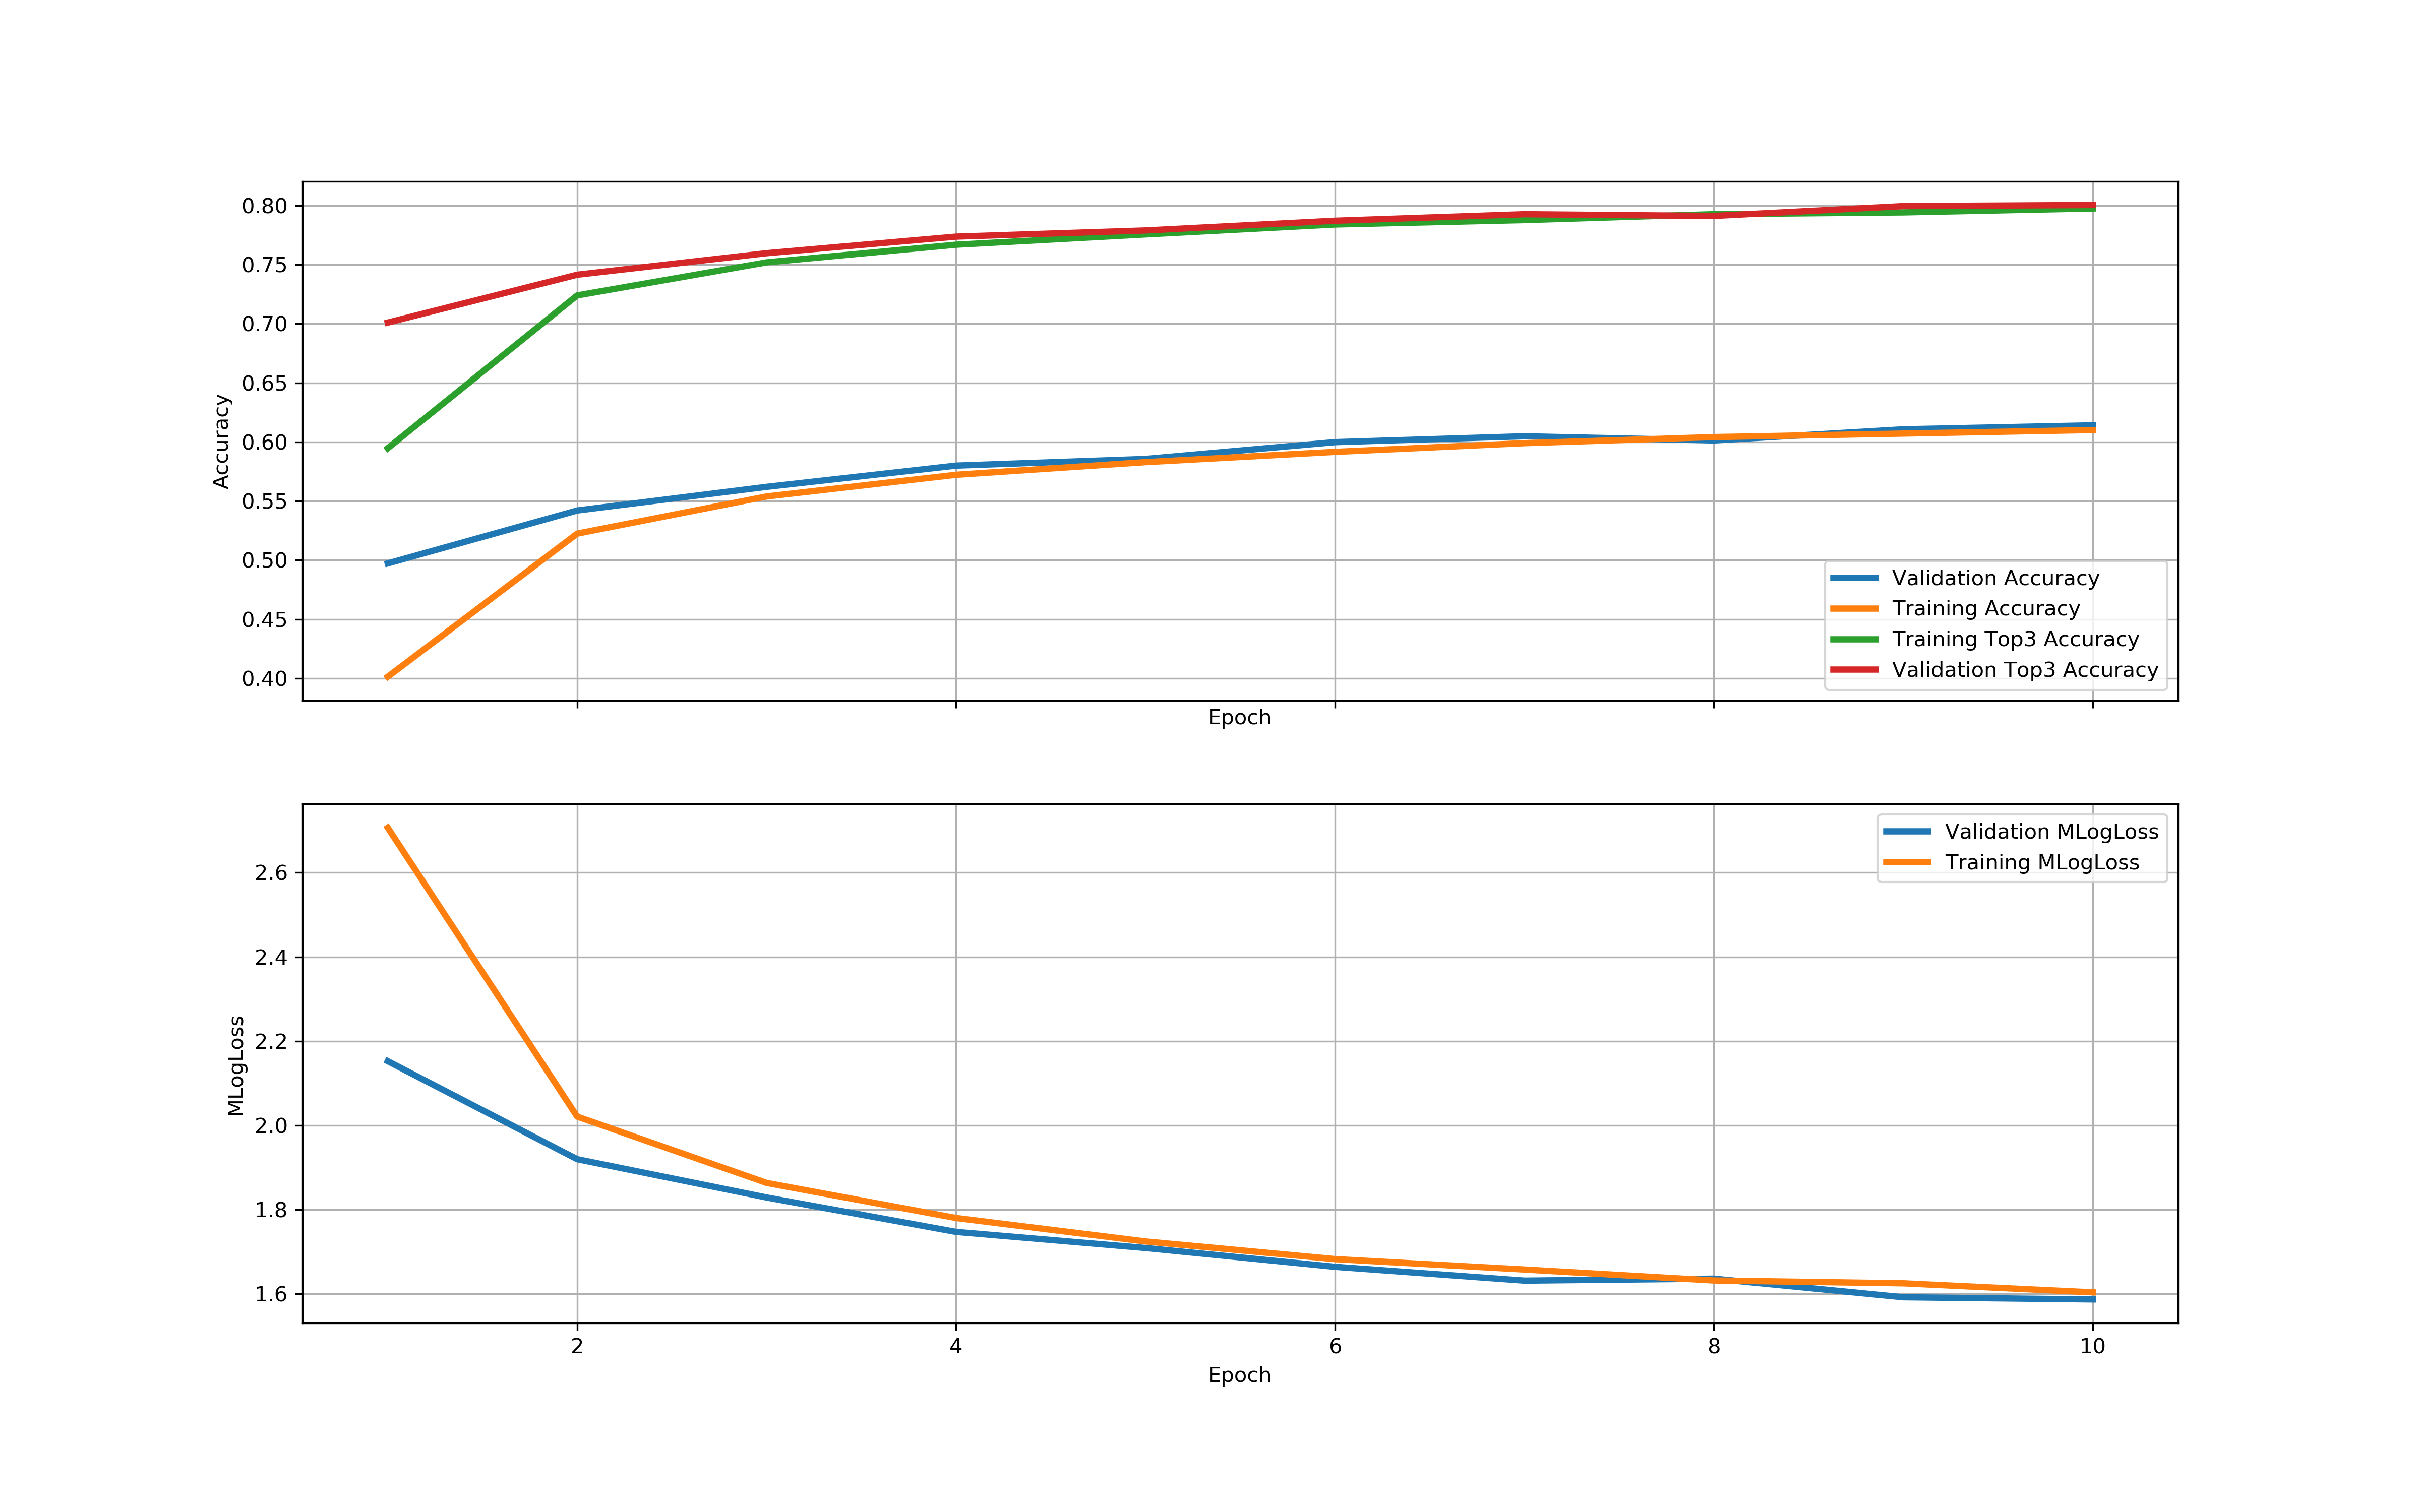 0.80
0.75
0.70
0.65
0.60
0.55
0.50
0.45
0.40
Accuracy
Validation Accuracy
Training Accuracy
Training Top3 Accuracy
Validation Top3 Accuracy
Epoch
2.6
2.4
2.2
2.0
1.8
1.6
MLogLoss
Validation MLogLoss
Training MLogLoss
2 4 6 8 10
Epoch